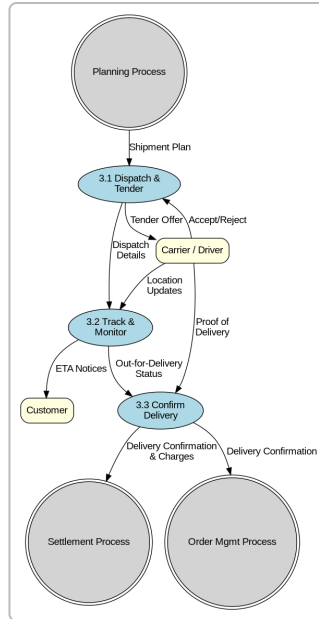 Planning Process
Shipment Plan
3.1 Dispatch &
Tender
Tender Offer
Accept/Reject
Dispatch
Details
Carrier / Driver
Location
Updates
3.2 Track &
Monitor
Proof of
Delivery
ETA Notices
Out-for-Delivery
Status
Customer
3.3 Confirm
Delivery
Delivery Confirmation
& Charges
Delivery Confirmation
Settlement Process
Order Mgmt Process